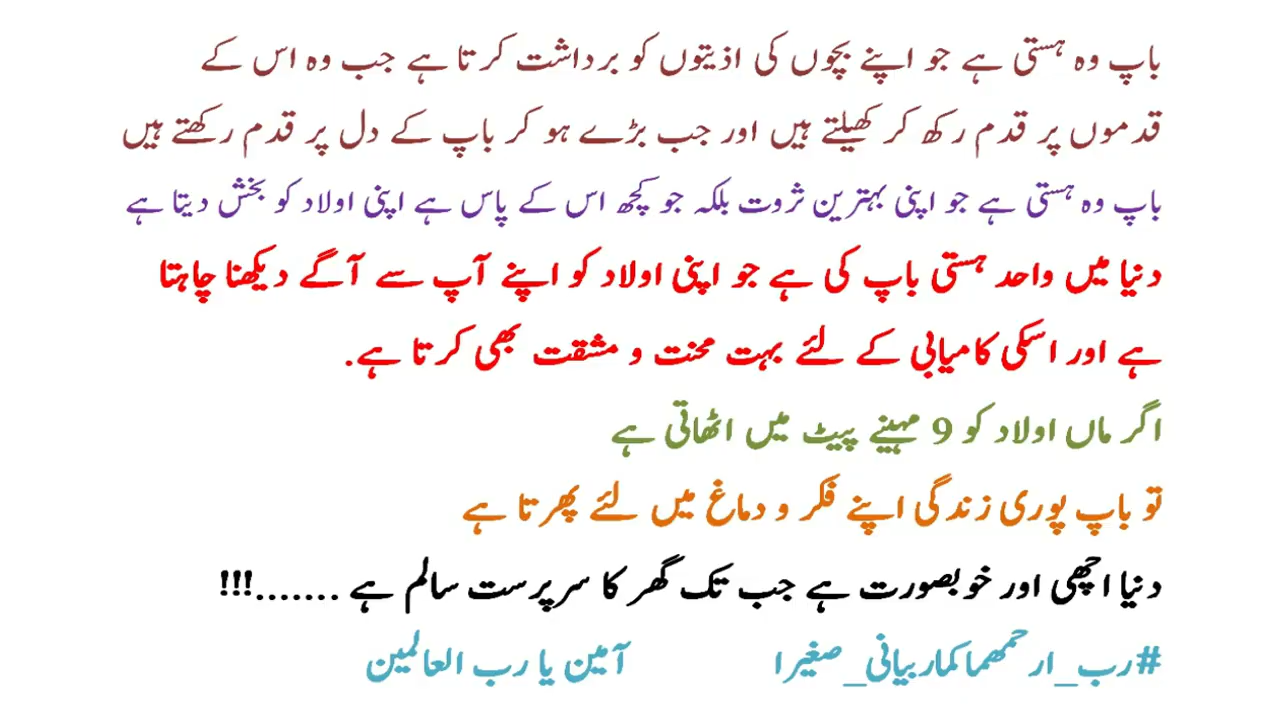 باپ وہ ہستی ہے جو اپنے بچوں کی اذیتوں کو برداشت کرتا ہے جب وہ اس کے
قدموں پر قدم رکھ کر کھیلتے ہیں اور جب بڑے ہو کر باپ کے دل پر قدم رکھتے ہیں
باپ وہ ہستی ہے جو اپنی بہترین ثروت بلکہ جو کچھ اس کے پاس ہے اپنی اولاد کو بخش دیتا ہے
دنیا میں واحد ہستی باپ کی ہے جو اپنی اولاد کو اپنے آپ سے آگے دیکھنا چاہتا
ہے اور اسکی کامیابی کے لئے بہت محنت و مشقت بھی کرتا ہے.
اگر ماں اولاد کو 9 مہینے پیٹ میں اٹھاتی ہے
تو باپ پوری زندگی اپنے فکر و دماغ میں لئے پھرتا ہے
دنیا اچھی اور خوبصورت ہے جب تک گھر کا سرپرست سالم ہے .......!!!
#رب_ارحمھماکماربیانی_صغیرا آمین یا رب العالمین